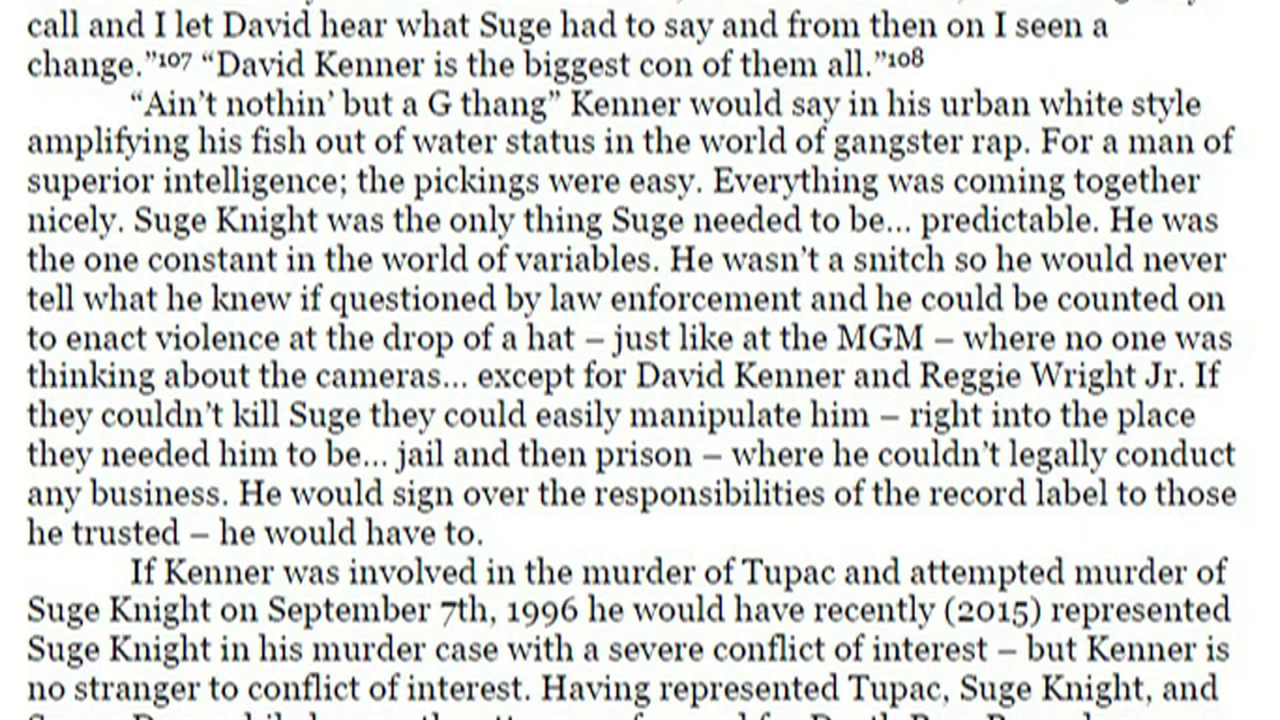 call and I let David hear what Suge had to say and from then on I seen a
change.”107 “David Kenner is the biggest con of them all.”108
“Ain’t nothin’ but a G thang” Kenner would say in his urban white style
amplifying his fish out of water status in the world of gangster rap. For a man of
superior intelligence; the pickings were easy. Everything was coming together
nicely. Suge Knight was the only thing Suge needed to be... predictable. He was
the one constant in the world of variables. He wasn’t a snitch so he would never
tell what he knew if questioned by law enforcement and he could be counted on
to enact violence at the drop of a hat – just like at the MGM – where no one was
thinking about the cameras... except for David Kenner and Reggie Wright Jr. If
they couldn’t kill Suge they could easily manipulate him – right into the place
they needed him to be... jail and then prison – where he couldn’t legally conduct
any business. He would sign over the responsibilities of the record label to those
he trusted – he would have to.
If Kenner was involved in the murder of Tupac and attempted murder of
Suge Knight on September 7th, 1996 he would have recently (2015) represented
Suge Knight in his murder case with a severe conflict of interest – but Kenner is
no stranger to conflict of interest. Having represented Tupac, Suge Knight, and